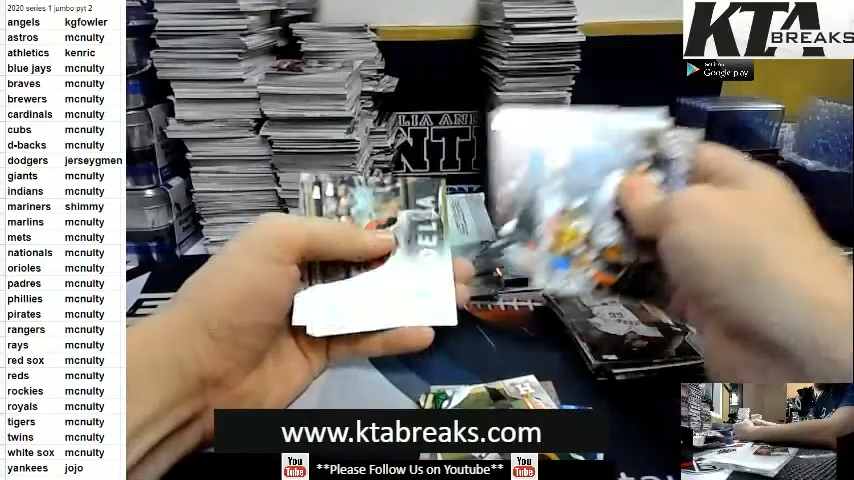 2020 series 1 jumbo pyt 2
angels kgfowler
astros mcnulty
athletics kenric
blue jays mcnulty
braves mcnulty
brewers mcnulty
cardinals mcnulty
cubs mcnulty
d-backs mcnulty
dodgers jerseygmen
giants mcnulty
indians mcnulty
mariners shimmy
marlins mcnulty
mets mcnulty
nationals mcnulty
orioles mcnulty
padres mcnulty
phillies mcnulty
pirates mcnulty
rangers mcnulty
rays mcnulty
red sox mcnulty
reds mcnulty
rockies mcnulty
royals mcnulty
tigers mcnulty
twins mcnulty
white sox mcnulty
yankees jojo
KTA
BREAKS
Google play
www.ktabreaks.com
You Tube **Please Follow Us on Youtube** You Tube